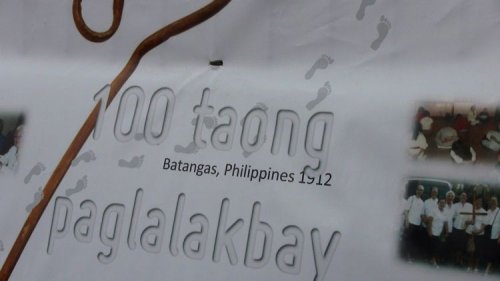 100 taong
Batangas, Philippines 1912
paglalakbay